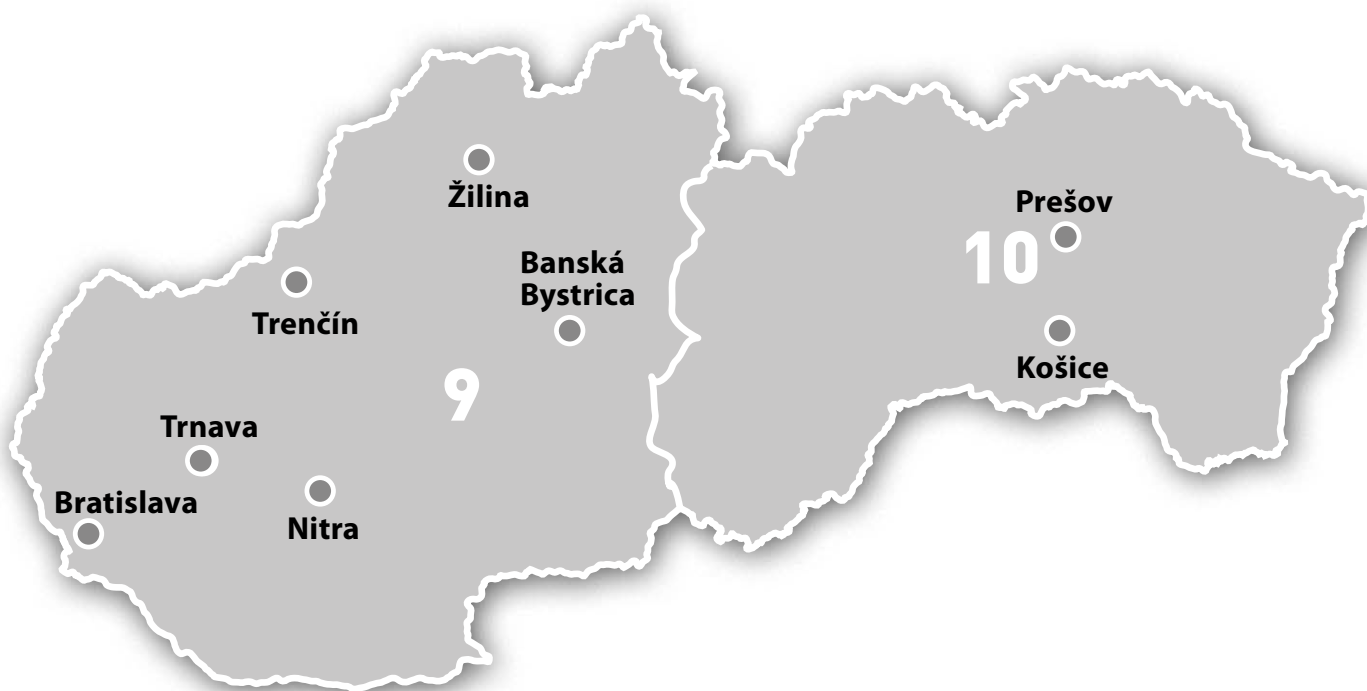 Žilina
Prešov
10
Banská
Bystrica
Trenčín
Košice
9
Trnava
Bratislava
Nitra